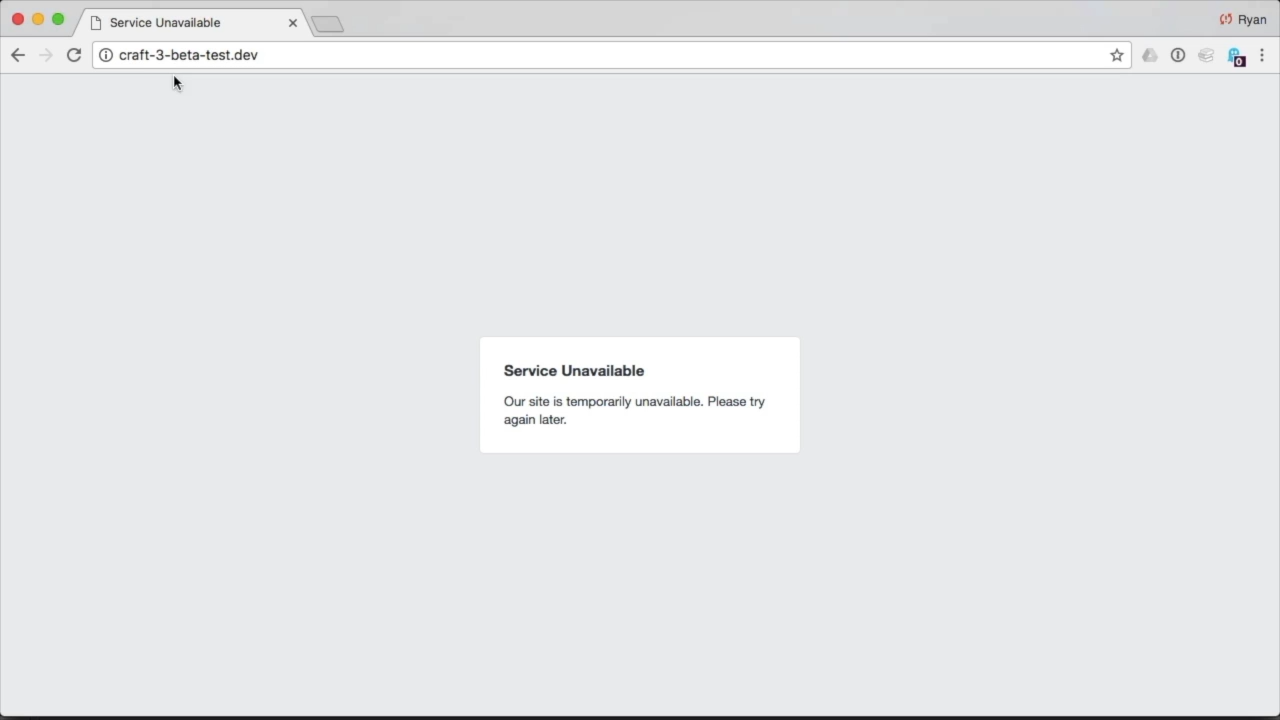 Service Unavailable
Ryan
craft-3-beta-test.dev
0
Service Unavailable
Our site is temporarily unavailable. Please try
again later.